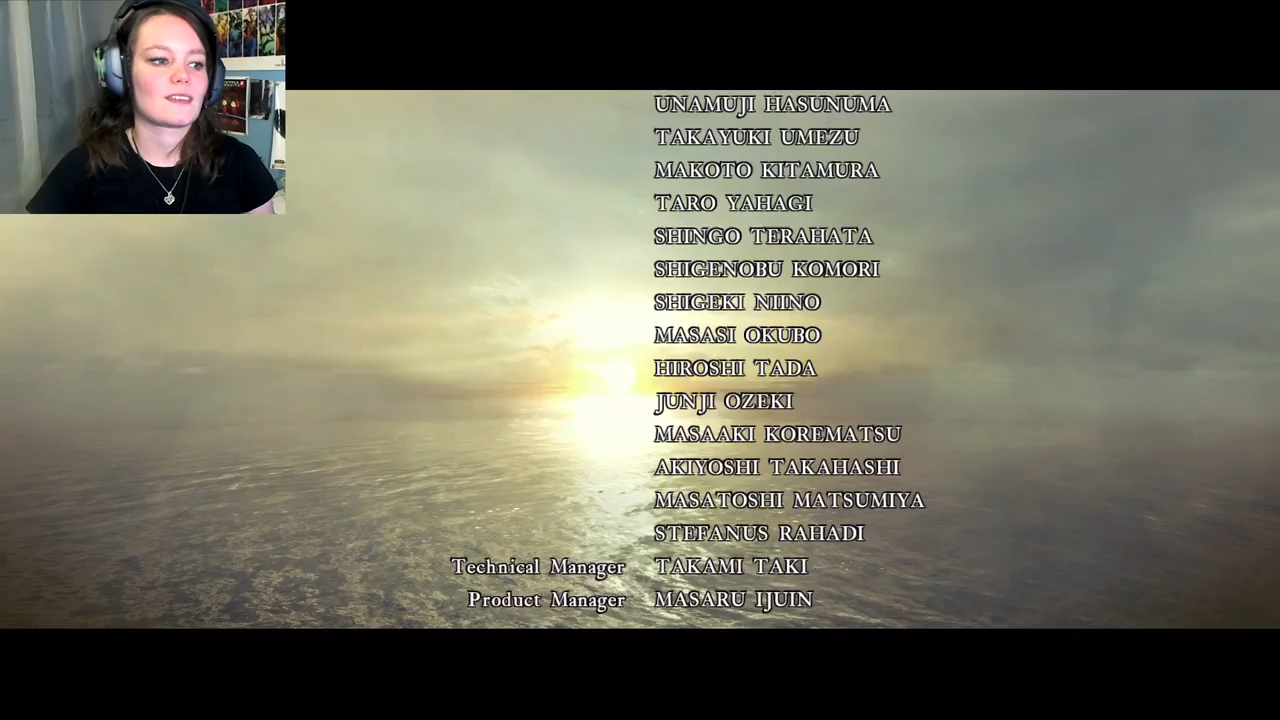 UNAMUJI HASUNUMA
TAKAYUKI UMEZU
MAKOTO KITAMURA
TARO YAHAGI
SHINGO TERAHATA
SHIGENOBU KOMORI
SHIGEKI NIINO
MASASI OKUBO
HIROSHI TADA
JUNJI OZEKI
MASAAKI KOREMATSU
AKIYOSHI TAKAHASHI
MASATOSHI MATSUMIYA
STEFANUS RAHADI
Technical Manager TAKAMI TAKI
Product Manager MASARU IJUIN